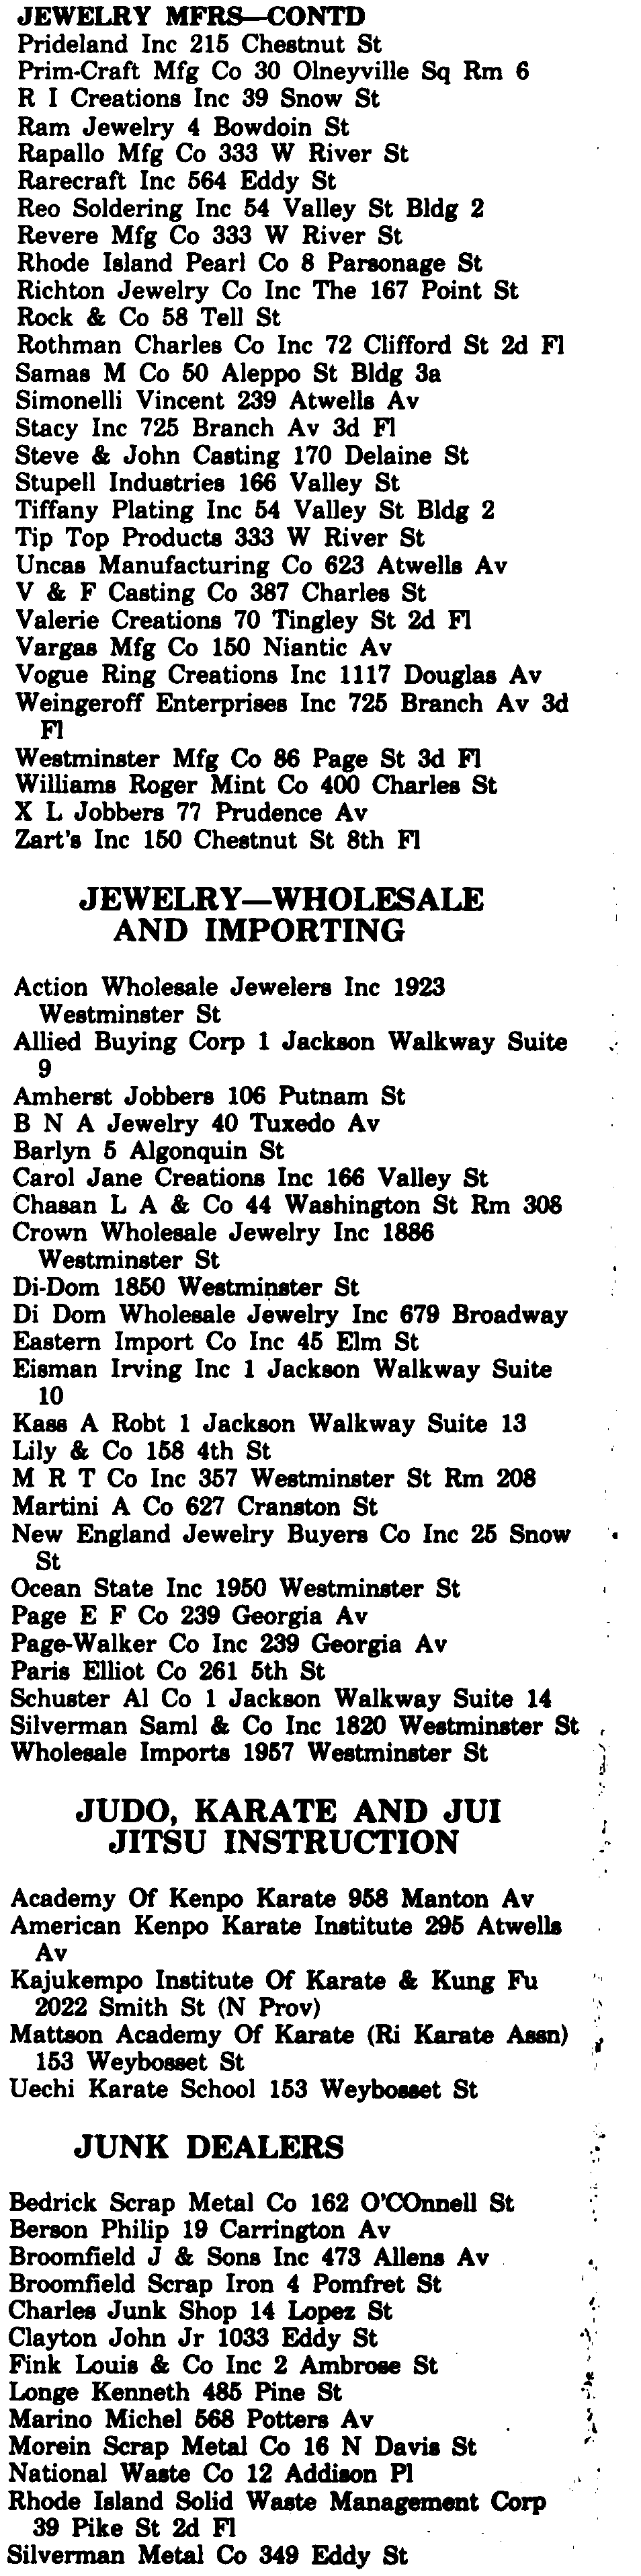 JEWELRY MFRS—CONTD
Prideland Inc 215 Chestnut St
Prim-Craft Mfg Co 30 Olneyville Sq Rm 6
R I Creations Inc 39 Snow St
Ram Jewelry 4 Bowdoin St
Rapallo Mfg Co 333 W River St
Rarecraft Inc 564 Eddy St
Reo Soldering Inc 54 Valley St Bldg 2
Revere Mfg Co 333 W River St
Rhode Island Pearl Co 8 Parsonage St
Richton Jewelry Co Inc The 167 Point St
Rock & Co 58 Tell St
Rothman Charles Co Inc 72 Clifford St 2d Fl
Samas M Co 50 Aleppo St Bldg 3a
Simonelli Vincent 239 Atwells Av
Stacy Inc 725 Branch Av 3d Fl
Steve & John Casting 170 Delaine St
Stupell Industries 166 Valley St
Tiffany Plating Inc 54 Valley St Bldg 2
Tip Top Products 333 W River St
Uncas Manufacturing Co 623 Atwells Av
V & F Casting Co 387 Charles St
Valerie Creations 70 Tingley St 2d Fl
Vargas Mfg Co 150 Niantic Av
Vogue Ring Creations Inc 1117 Douglas Av
Weingeroff Enterprises Inc 725 Branch Av 3d
Fl
Westminster Mfg Co 86 Page St 3d Fl
Williams Roger Mint Co 400 Charles St
X L Jobbers 77 Prudence Av
Zart's Inc 150 Chestnut St 8th Fl
JEWELRY—WHOLESALE
AND IMPORTING
Action Wholesale Jewelers Inc 1923
Westminster St
Allied Buying Corp 1 Jackson Walkway Suite
9
Amherst Jobbers 106 Putnam St
B N A Jewelry 40 Tuxedo Av
Barlyn 5 Algonquin St
Carol Jane Creations Inc 166 Valley St
Chasan L A & Co 44 Washington St Rm 308
Crown Wholesale Jewelry Inc 1886
Westminster St
Di-Dom 1850 Westminster St
Di Dom Wholesale Jewelry Inc 679 Broadway
Eastern Import Co Inc 45 Elm St
Eisman Irving Inc 1 Jackson Walkway Suite
10
Kass A Robt 1 Jackson Walkway Suite 13
Lily & Co 158 4th St
M R T Co Inc 357 Westminster St Rm 208
Martini A Co 627 Cranston St
New England Jewelry Buyers Co Inc 25 Snow
St
Ocean State Inc 1950 Westminster St
Page E F Co 239 Georgia Av
Page-Walker Co Inc 239 Georgia Av
Paris Elliot Co 261 5th St
Schuster Al Co 1 Jackson Walkway Suite 14
Silverman Saml & Co Inc 1820 Westminster St
Wholesale Imports 1957 Westminster St
JUDO, KARATE AND JUI
JITSU INSTRUCTION
Academy Of Kenpo Karate 958 Manton Av
American Kenpo Karate Institute 295 Atwells
Av
Kajukempo Institute Of Karate & Kung Fu
2022 Smith St (N Prov)
Mattson Academy Of Karate (Ri Karate Assn)
153 Weybosset St
Uechi Karate School 153 Weybosset St
JUNK DEALERS
Bedrick Scrap Metal Co 162 O'COnnell St
Berson Philip 19 Carrington Av
Broomfield J & Sons Inc 473 Allens Av
Broomfield Scrap Iron 4 Pomfret St
Charles Junk Shop 14 Lopez St
Clayton John Jr 1033 Eddy St
Fink Louis & Co Inc 2 Ambrose St
Longe Kenneth 485 Pine St
Marino Michel 568 Potters Av
Morein Scrap Metal Co 16 N Davis St
National Waste Co 12 Addison Pl
Rhode Island Solid Waste Management Corp
39 Pike St 2d Fl
Silverman Metal Co 349 Eddy St